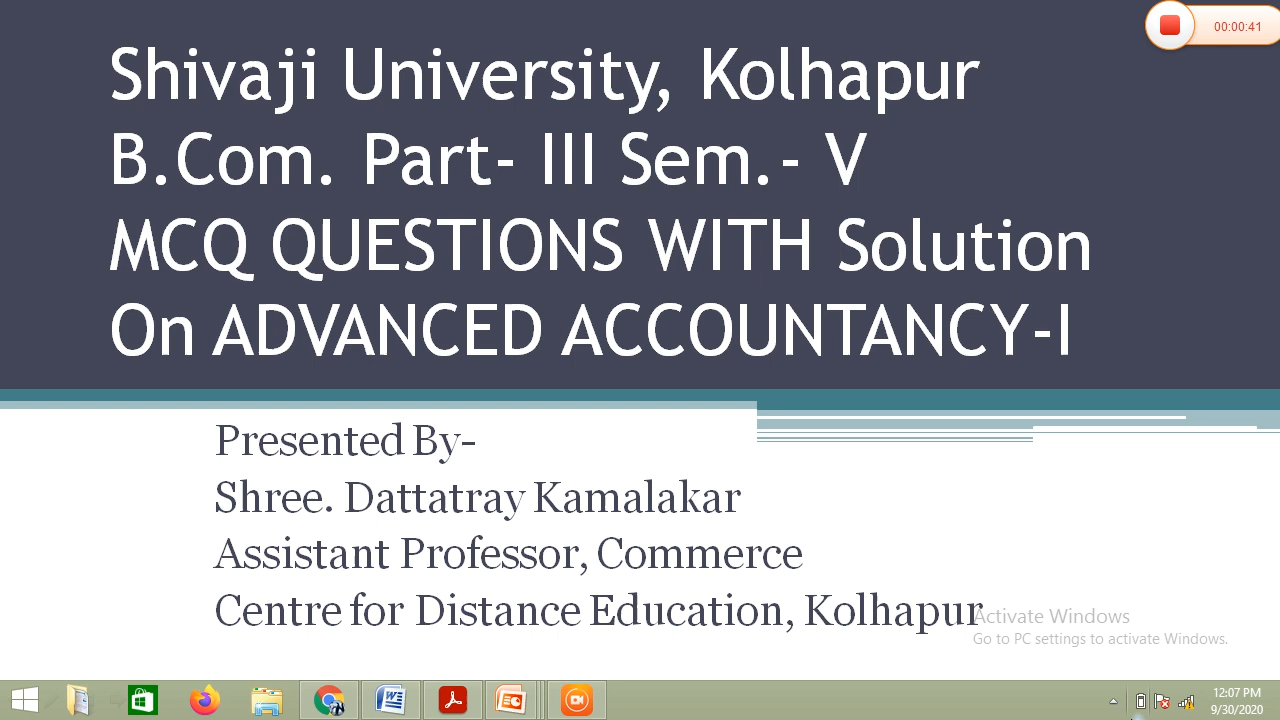 00:00:41
Shivaji University, Kolhapur
B.Com. Part- III Sem.- V
MCQ QUESTIONS WITH Solution
On ADVANCED ACCOUNTANCY-I
Presented By-
Shree. Dattatray Kamalakar
Assistant Professor, Commerce
Centre for Distance Education, Kolhapur
Activate Windows
Go to PC settings to activate Windows.
12:07 PM
9/30/2020